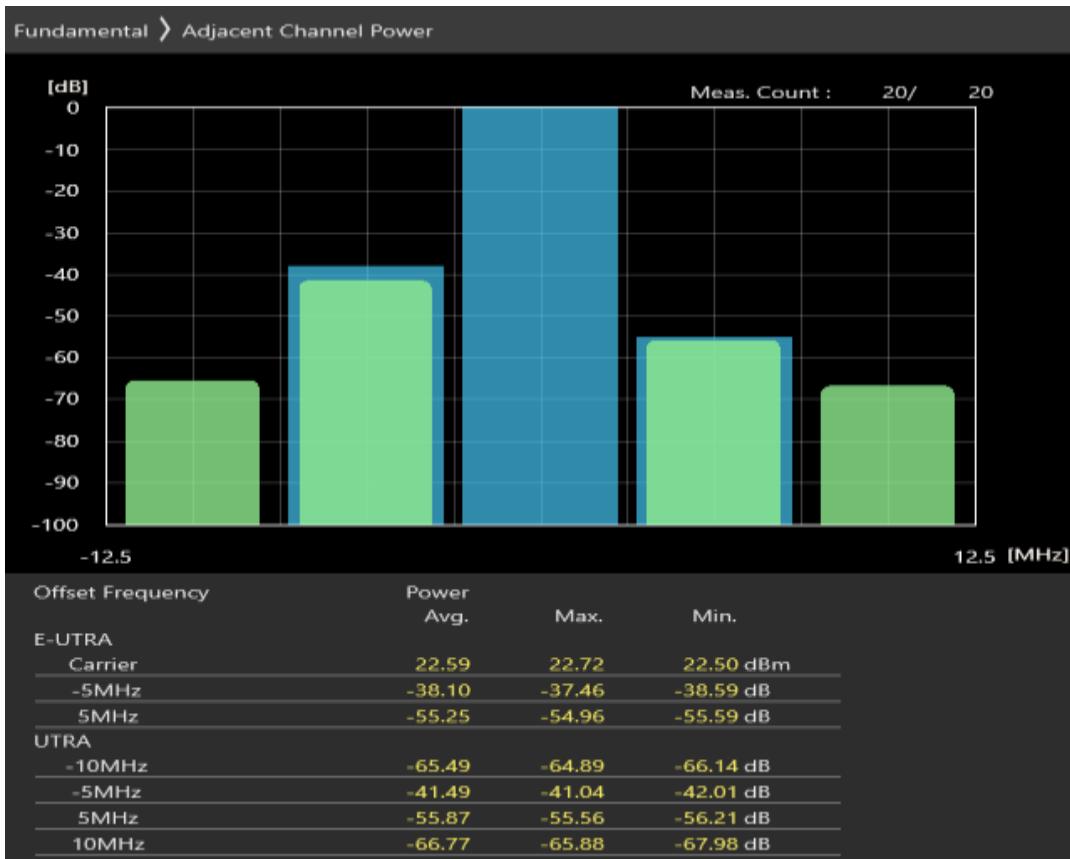 Fundamental 〉 Adjacent Channel Power
[dB]
Meas. Count : 20/ 20
0
-10
-20
-30
-40
-50
-60
-70
-80
-90
-100
-12.5 12.5 [MHz]
Offset Frequency Power
Avg. Max. Min.
E-UTRA
Carrier 22.59 22.72 22.50 dBm
-5MHz -38.10 -37.46 -38.59 dB
5MHz -55.25 -54.96 -55.59 dB
UTRA
-10MHz -65.49 -64.89 -66.14 dB
-5MHz -41.49 -41.04 -42.01 dB
5MHz -55.87 -55.56 -56.21 dB
10MHz -66.77 -65.88 -67.98 dB